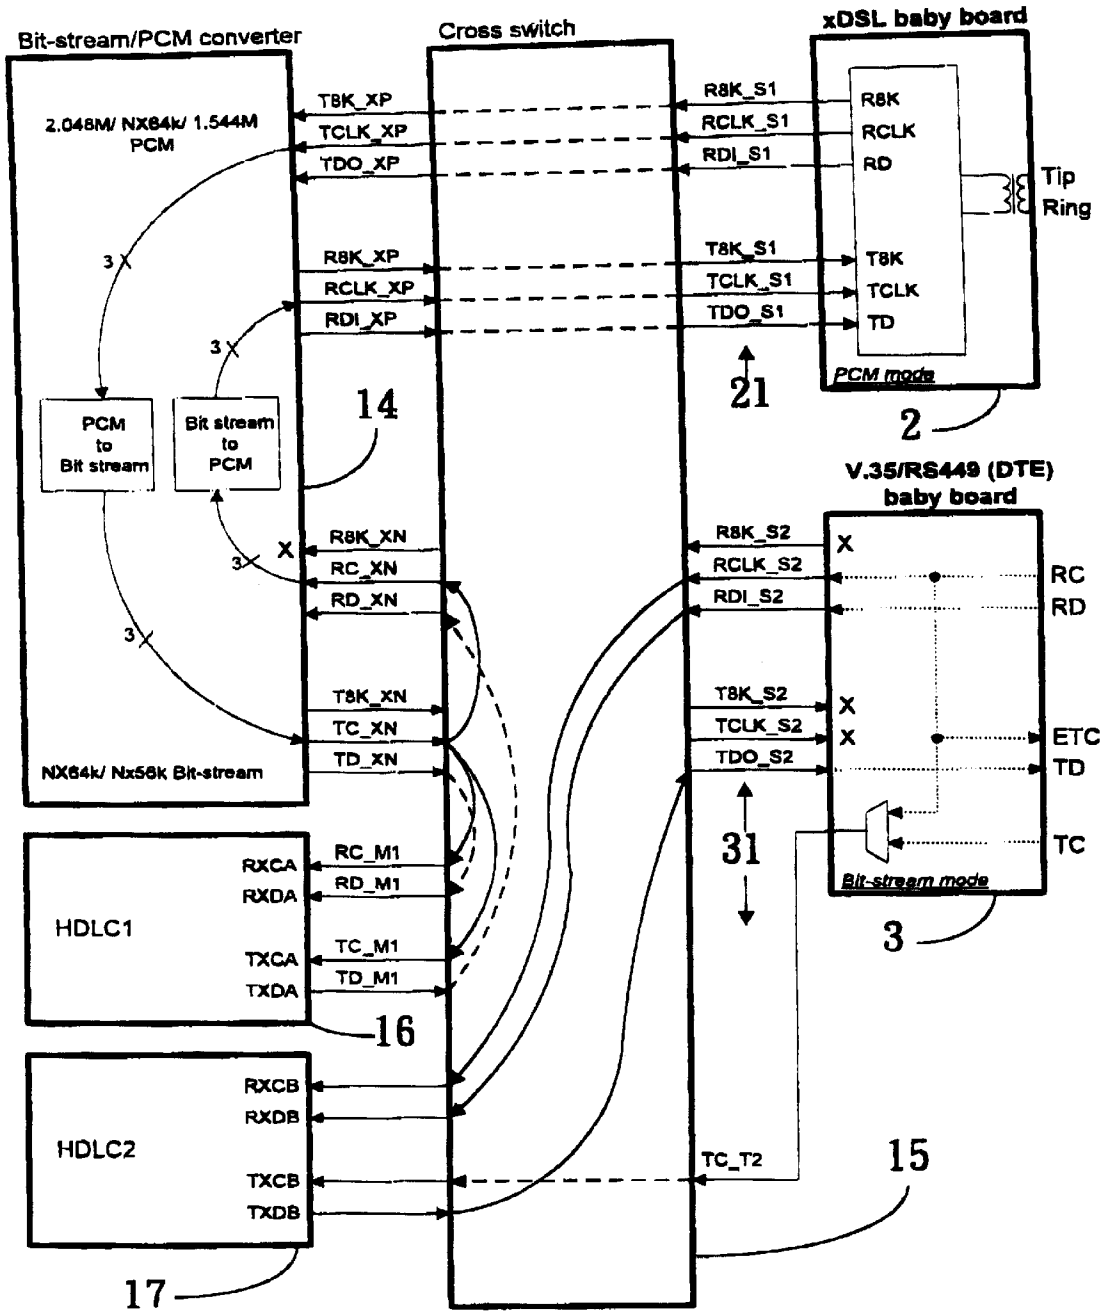 Bit-stream/PCM converter
Cross switch
xDSL baby board
2.048M/ NX64k/ 1.544M
PCM
T8K_XP
TCLK_XP
TDO_XP
R8K_XP
RCLK_XP
RDI_XP
R8K_S1
RCLK_S1
RDI_S1
T8K_S1
TCLK_S1
TDO_S1
21
R8K
RCLK
RD
T8K
TCLK
TD
PCM mode
Tip
Ring
2
3
3
PCM
to
Bit stream
Bit stream
to
PCM
14
3
3
X
R8K_XN
RC_XN
RD_XN
T8K_XN
TC_XN
TD_XN
NX64k/ Nx56k Bit-stream
V.35/RS449 (DTE)
baby board
R8K_S2
RCLK_S2
RDI_S2
T8K_S2
TCLK_S2
TDO_S2
31
X
X
X
RC
RD
ETC
TD
TC
Bit-stream mode
3
HDLC1
RXCA
RXDA
TXCA
TXDA
RC_M1
RD_M1
TC_M1
TD_M1
16
HDLC2
RXCB
RXDB
TXCB
TXDB
17
TC_T2
15